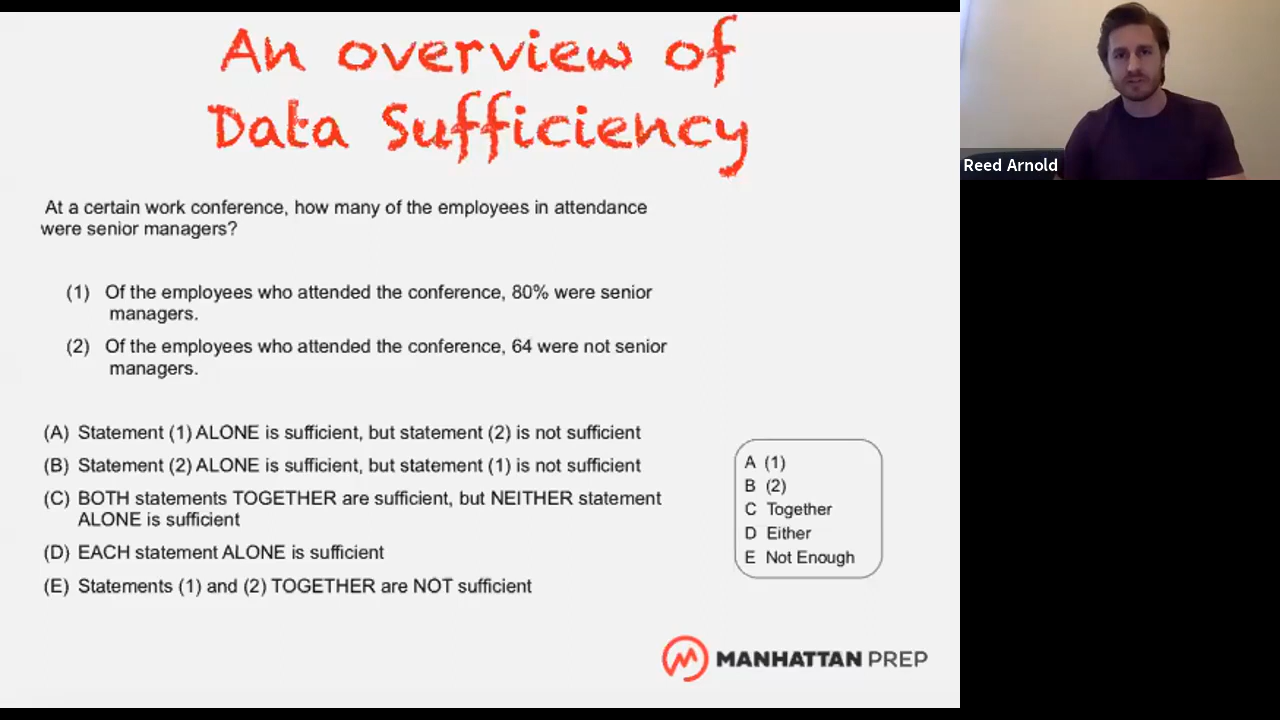 An overview of
Data Sufficiency
At a certain work conference, how many of the employees in attendance
were senior managers?
(1) Of the employees who attended the conference, 80% were senior
managers.
(2) Of the employees who attended the conference, 64 were not senior
managers.
(A) Statement (1) ALONE is sufficient, but statement (2) is not sufficient
(B) Statement (2) ALONE is sufficient, but statement (1) is not sufficient
(C) BOTH statements TOGETHER are sufficient, but NEITHER statement
ALONE is sufficient
(D) EACH statement ALONE is sufficient
(E) Statements (1) and (2) TOGETHER are NOT sufficient
A (1)
B (2)
C Together
D Either
E Not Enough
MANHATTAN PREP
Reed Arnold